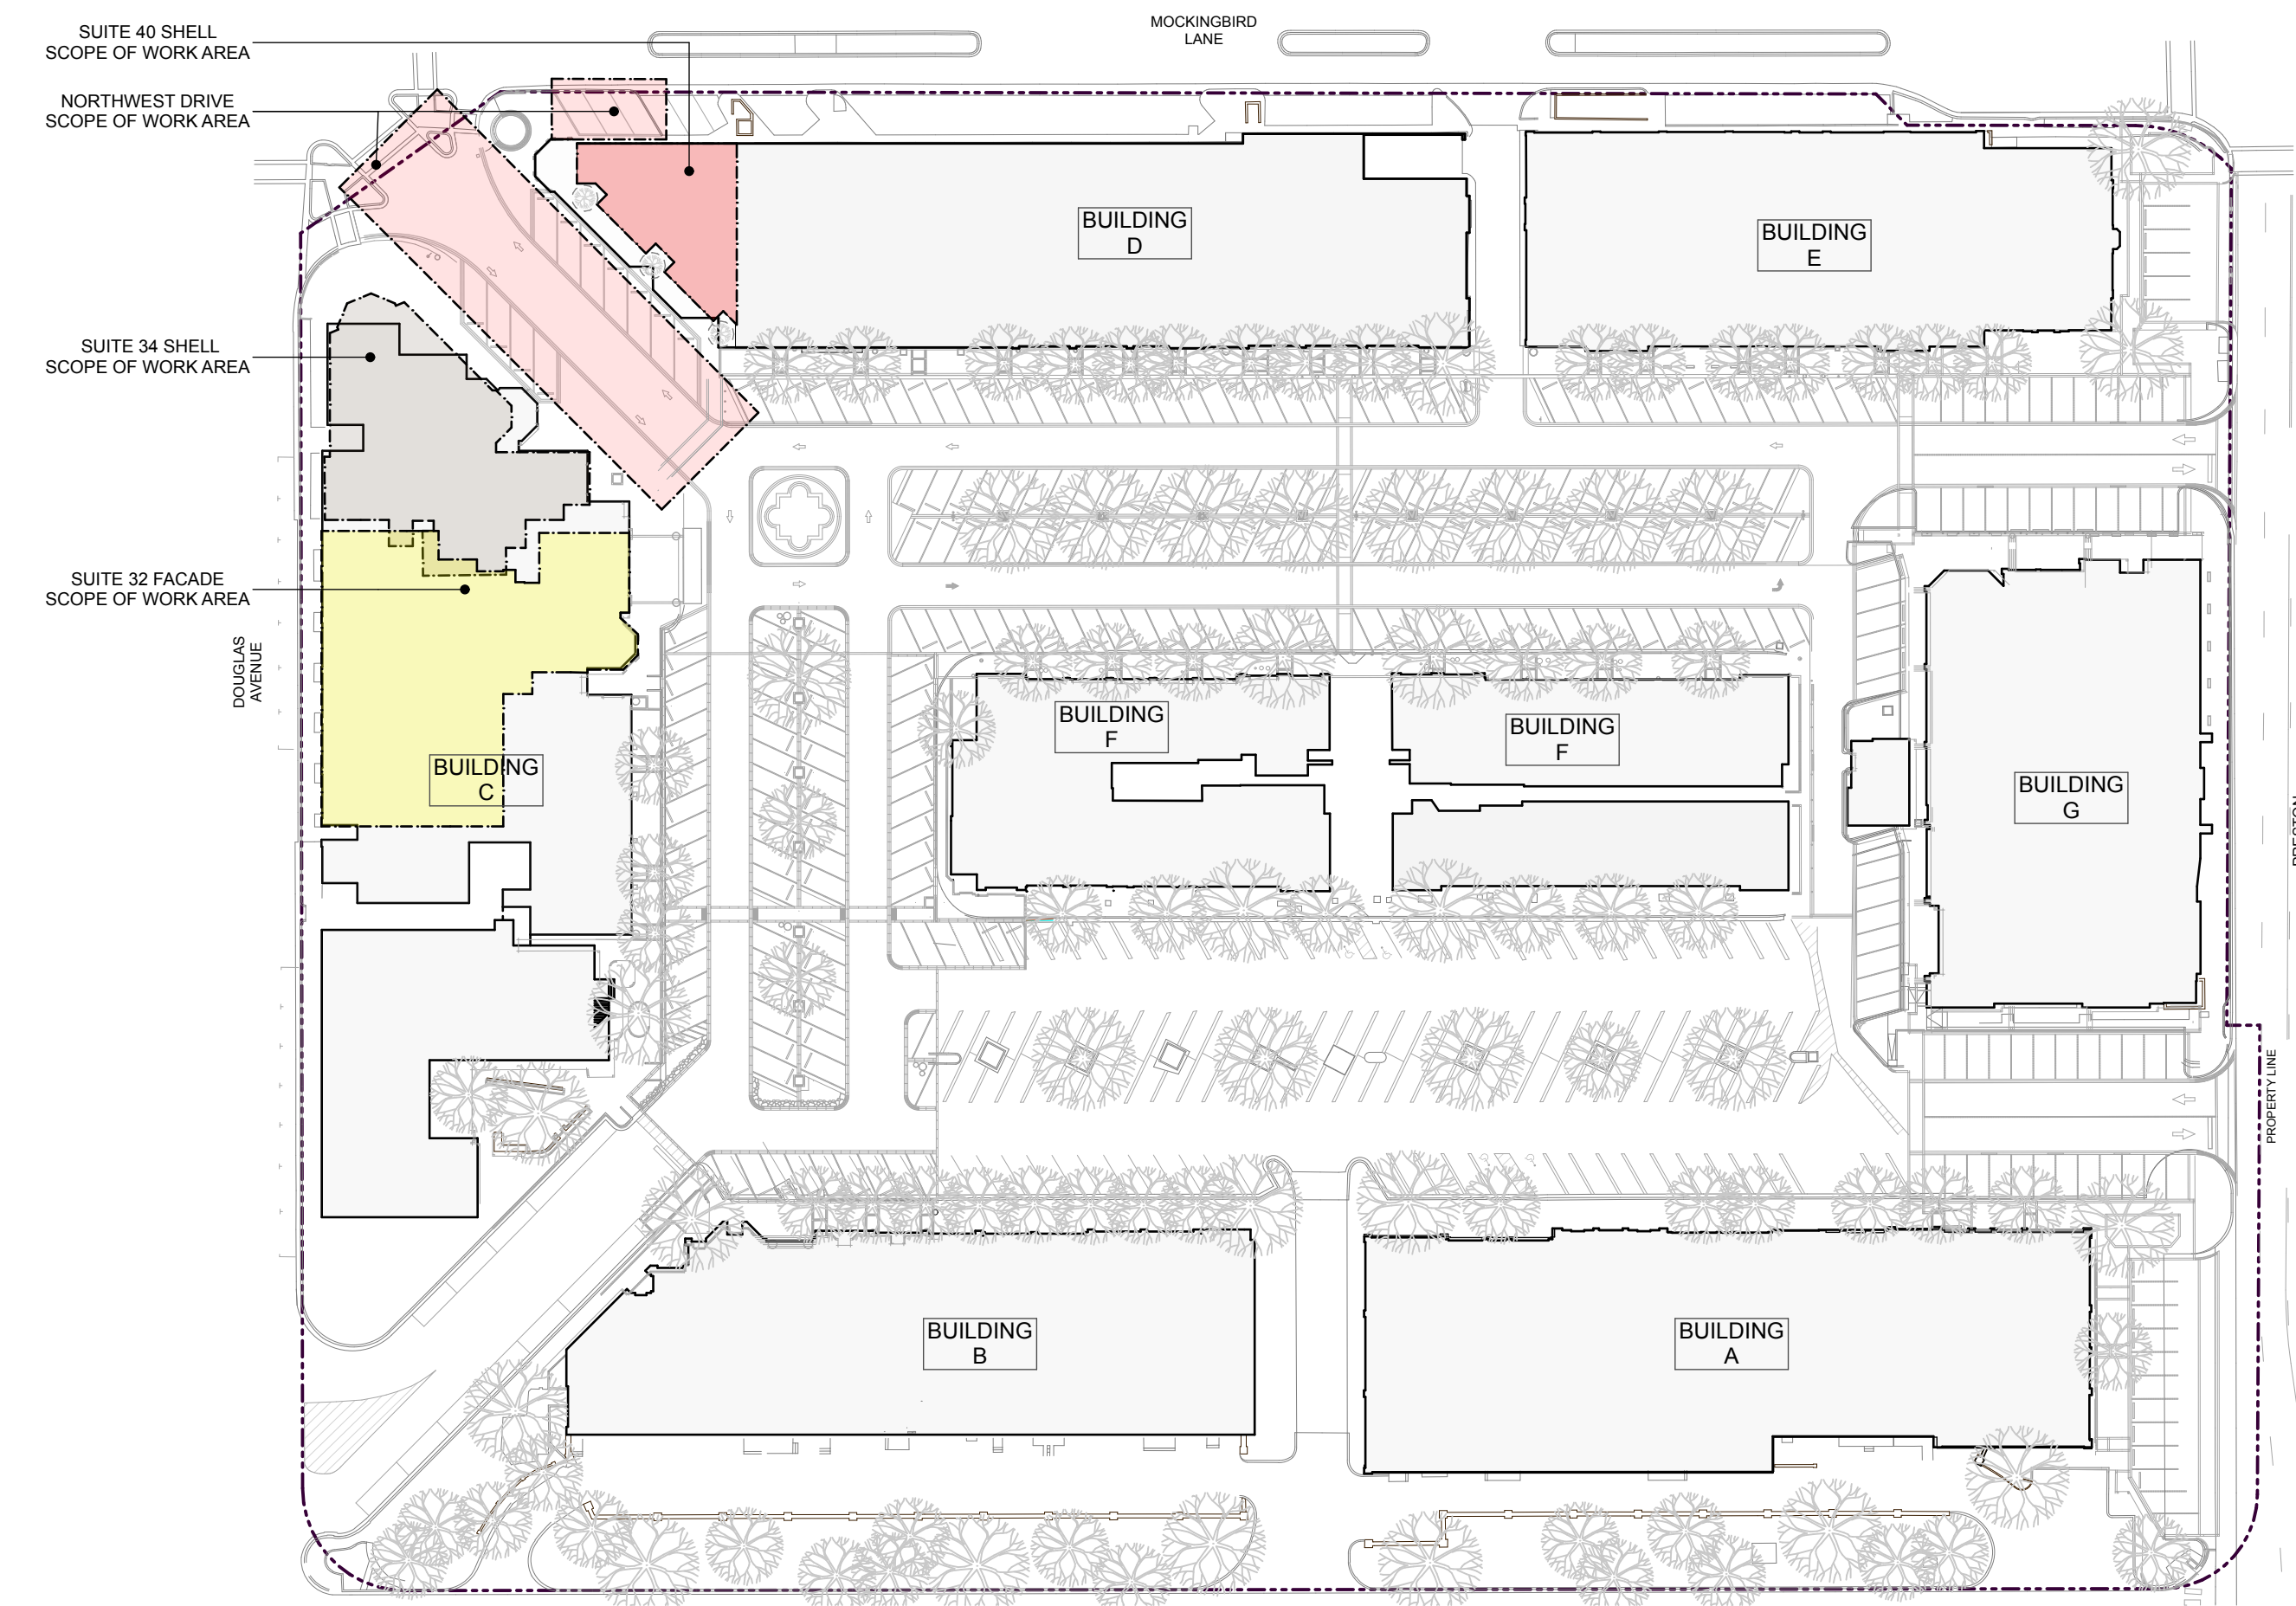 SUITE 40 SHELL
SCOPE OF WORK AREA
MOCKINGBIRD
LANE
NORTHWEST DRIVE
SCOPE OF WORK AREA
BUILDING
D
BUILDING
E
SUITE 34 SHELL
SCOPE OF WORK AREA
SUITE 32 FACADE
SCOPE OF WORK AREA
DOUGLAS
AVENUE
BUILDING
C
BUILDING
F
BUILDING
F
BUILDING
G
PRESTON
PROPERTY LINE
BUILDING
B
BUILDING
A